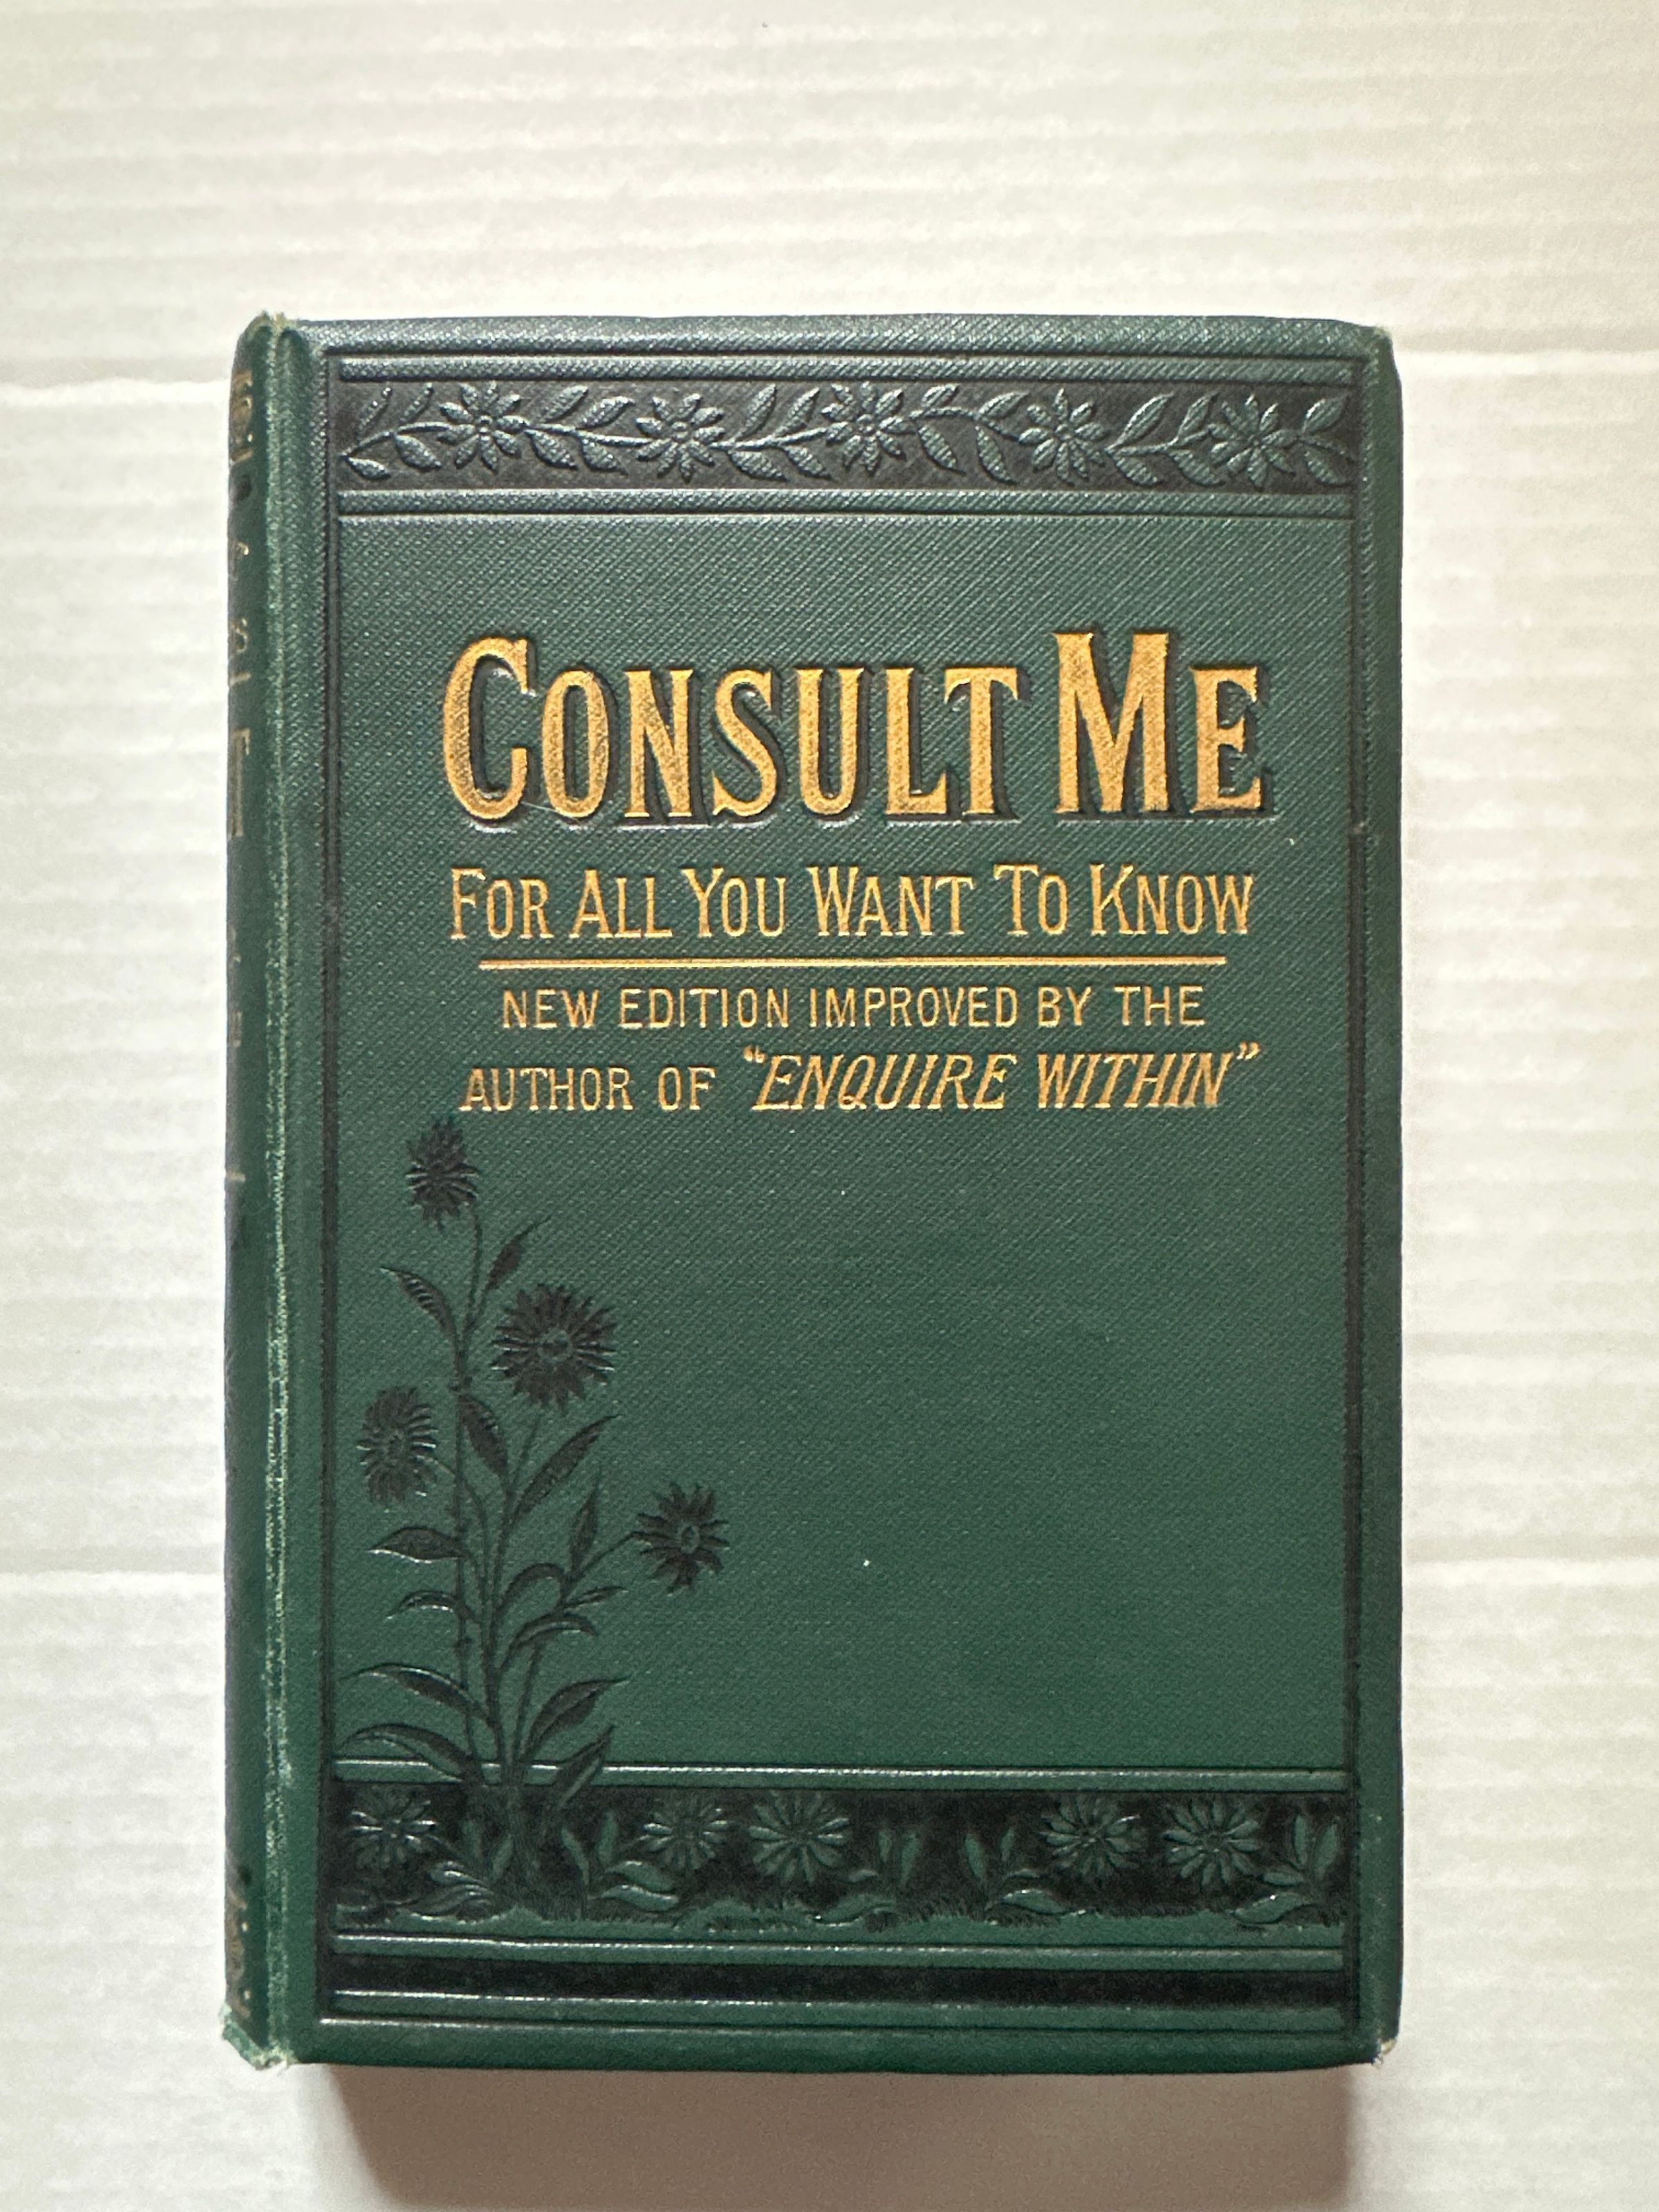 CONSULT ME
FOR ALL YOU WANT TO KNOW
NEW EDITION IMPROVED BY THE
AUTHOR OF "ENQUIRE WITHIN"